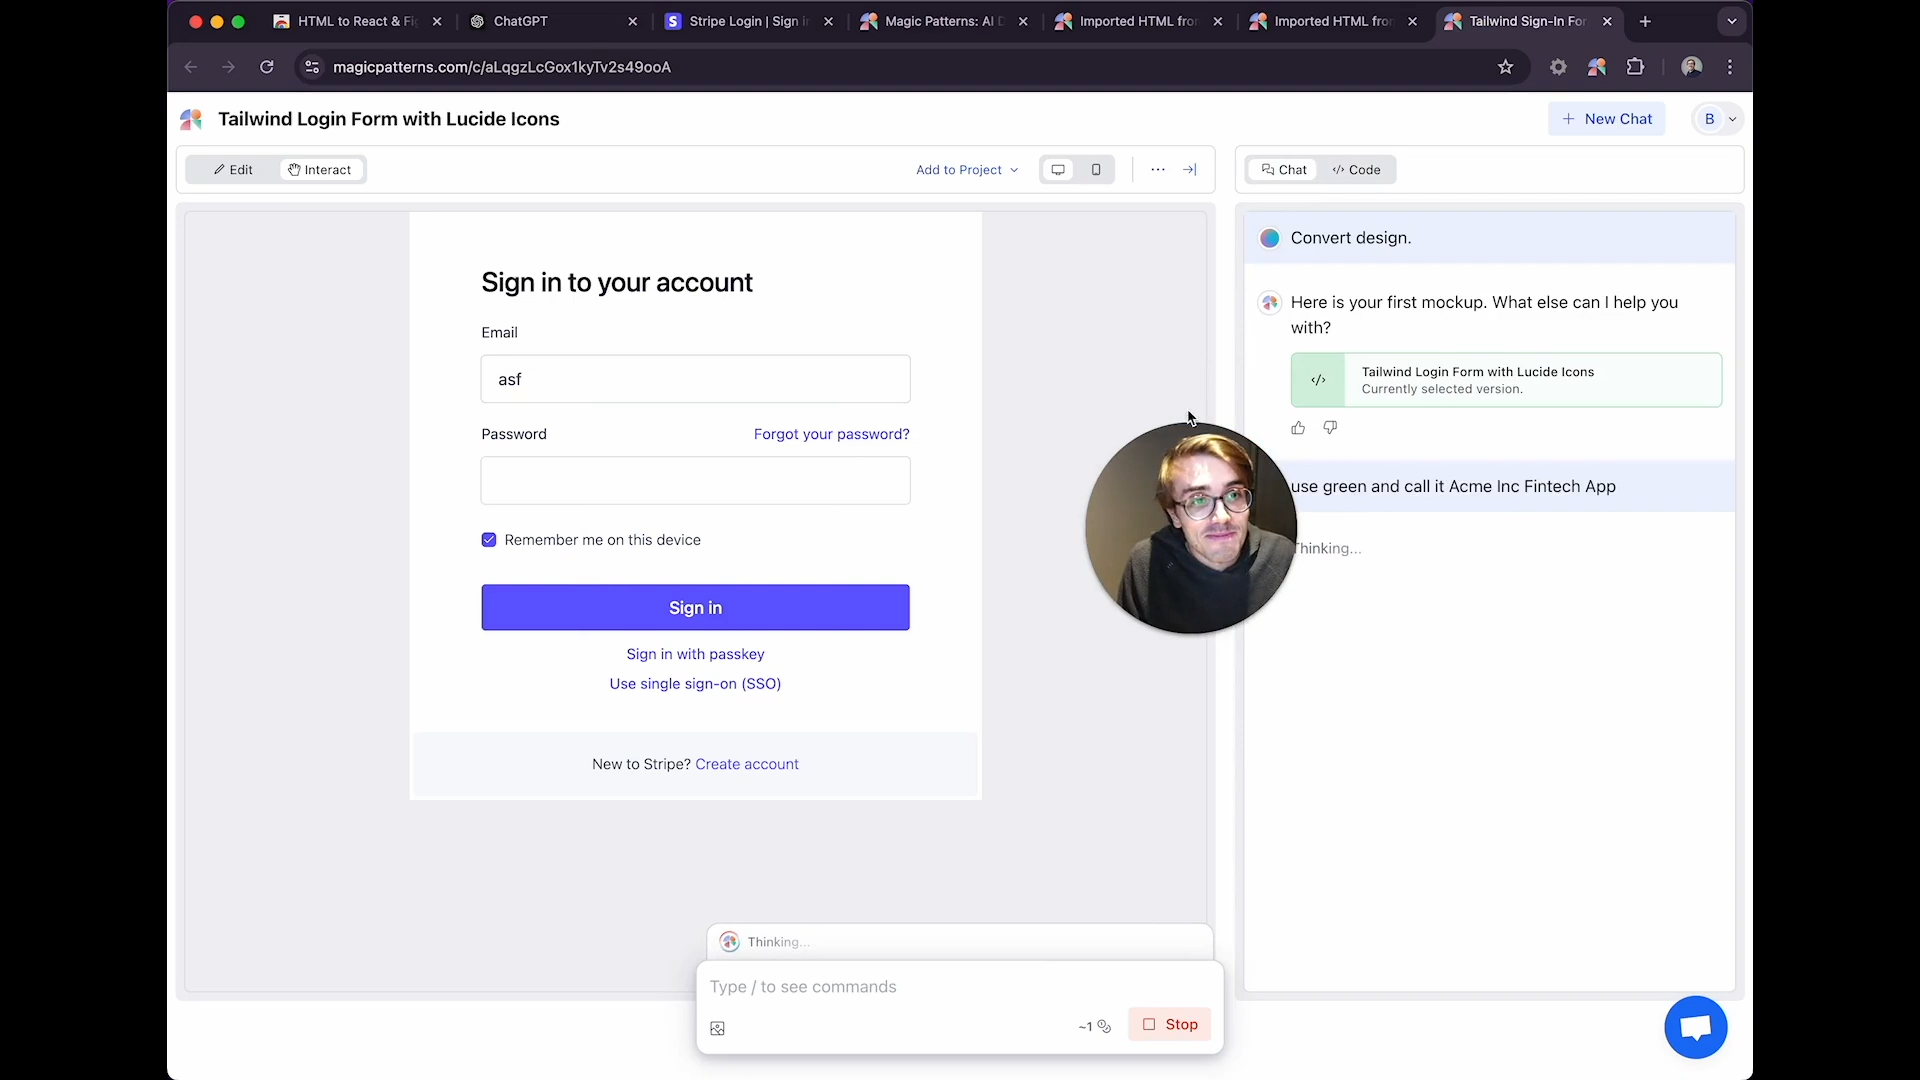 HTML to React & Fi
ChatGPT
Stripe Login | Sign i
Magic Patterns: AI D
Imported HTML fro
Imported HTML fro
Tailwind Sign-In For
magicpatterns.com/c/aLqgzLcGox1kyTv2s49ooA
Tailwind Login Form with Lucide Icons
New Chat
B
Edit
Interact
Add to Project
Chat
</> Code
Sign in to your account
Email
asf
Password
Forgot your password?
Remember me on this device
Sign in
Sign in with passkey
Use single sign-on (SSO)
New to Stripe? Create account
Convert design.
Here is your first mockup. What else can I help you
with?
</>
Tailwind Login Form with Lucide Icons
Currently selected version.
use green and call it Acme Inc Fintech App
Thinking...
Thinking...
Type / to see commands
~1
Stop